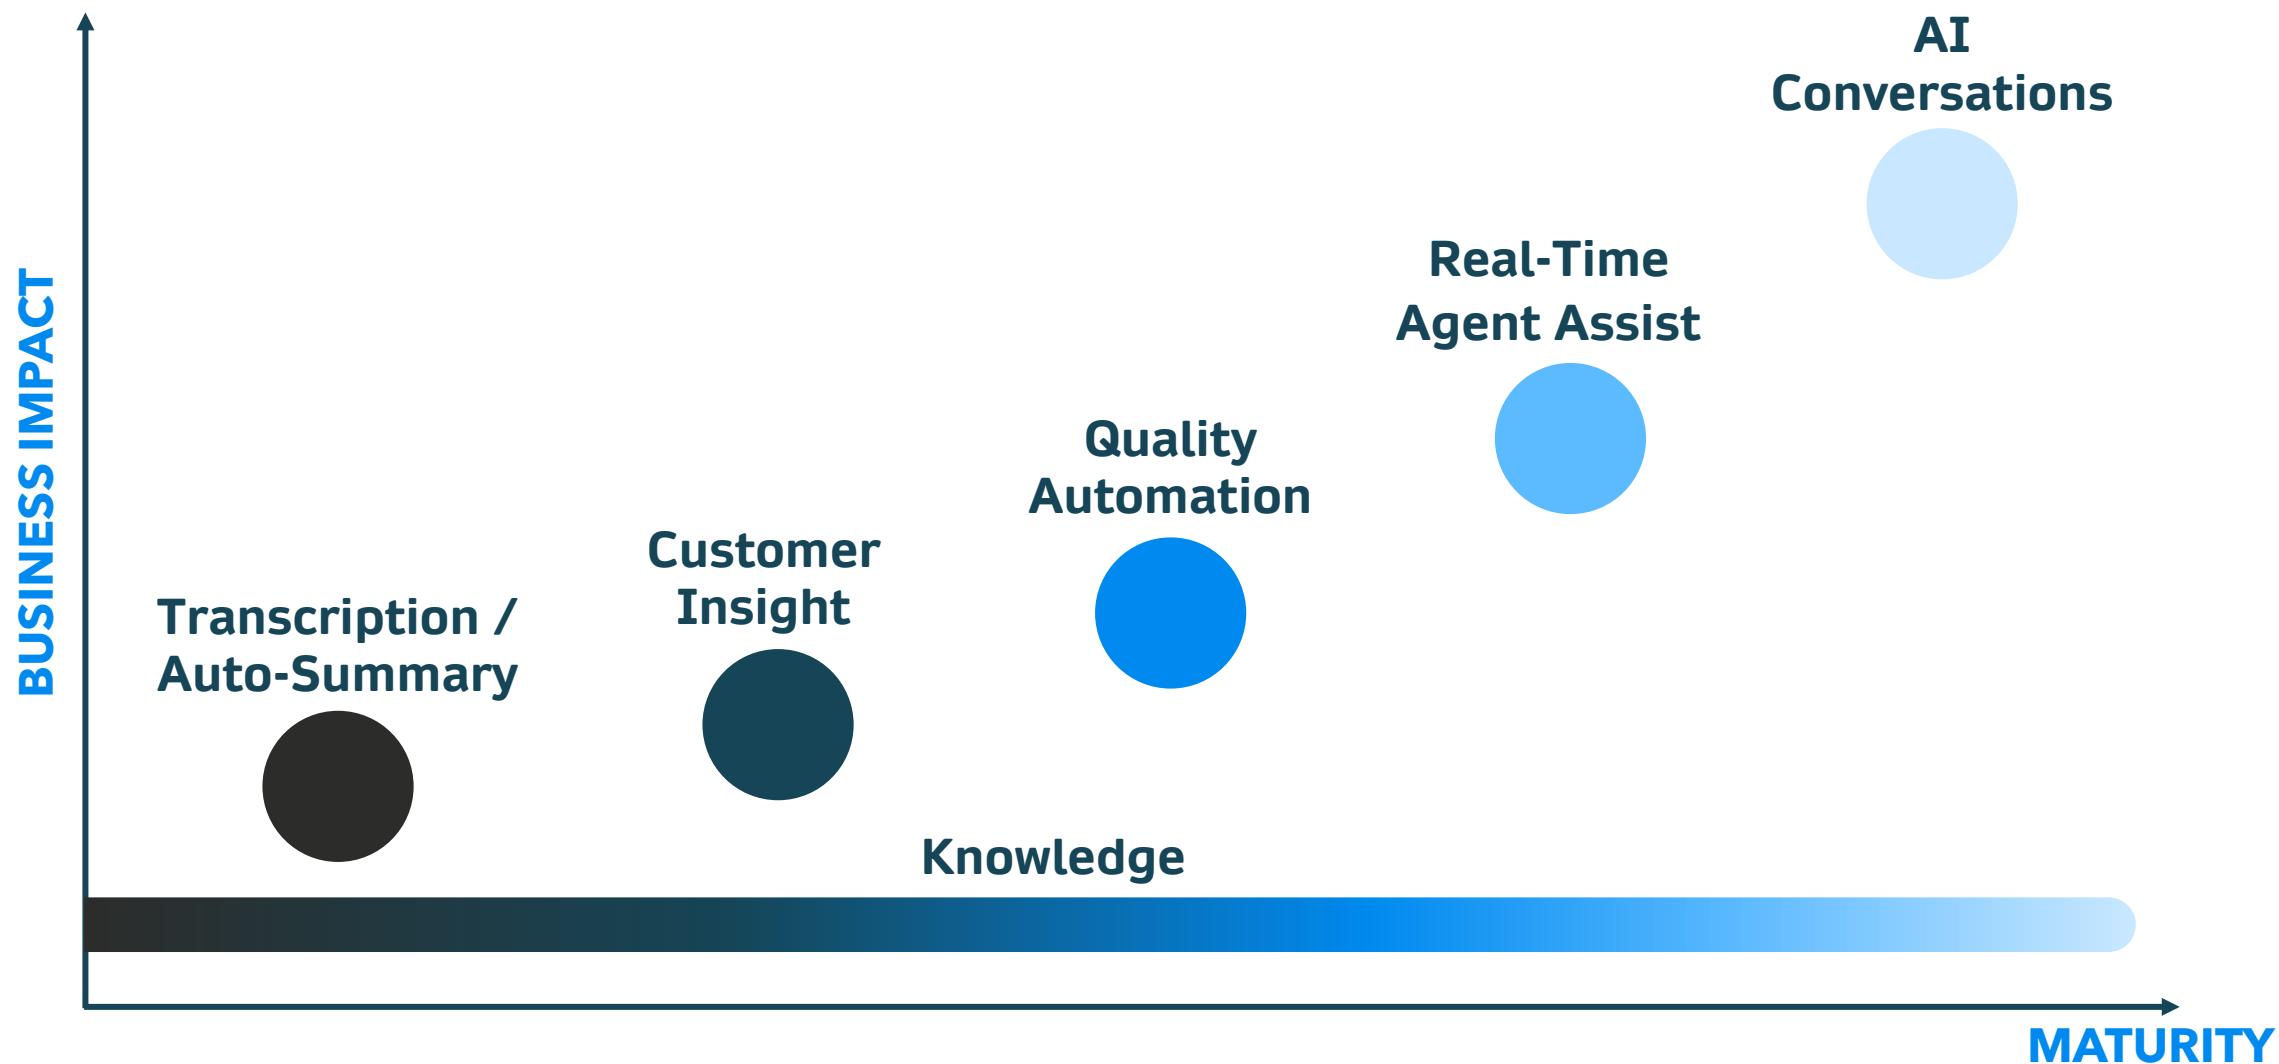 AI
Conversations
Real-Time
Agent Assist
Quality
Automation
Customer
Insight
Transcription /
Auto-Summary
Knowledge
BUSINESS IMPACT
MATURITY